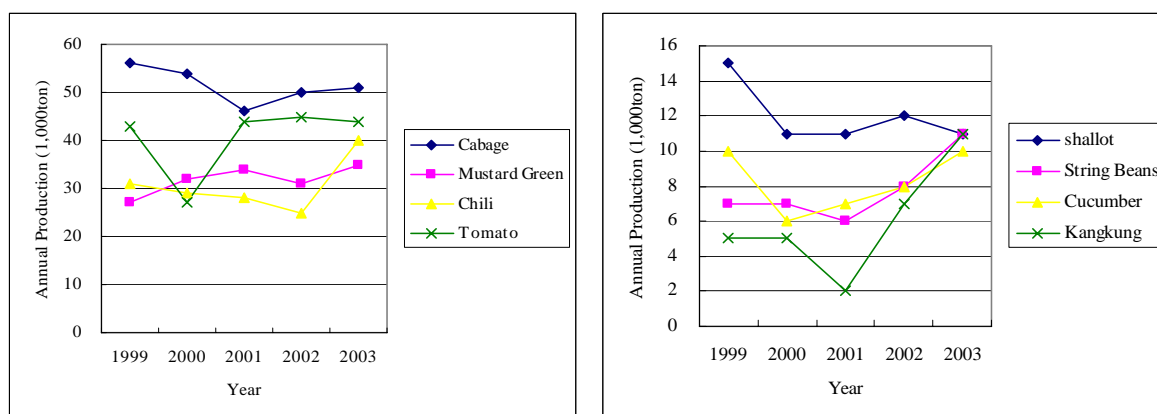 Annual Production (1,000ton)
60
50
40
30
20
10
0
1999 2000 2001 2002 2003
Year
Cabage
Mustard Green
Chili
Tomato
Annual Production (1,000ton)
16
14
12
10
8
6
4
2
0
1999 2000 2001 2002 2003
Year
shallot
String Beans
Cucumber
Kangkung